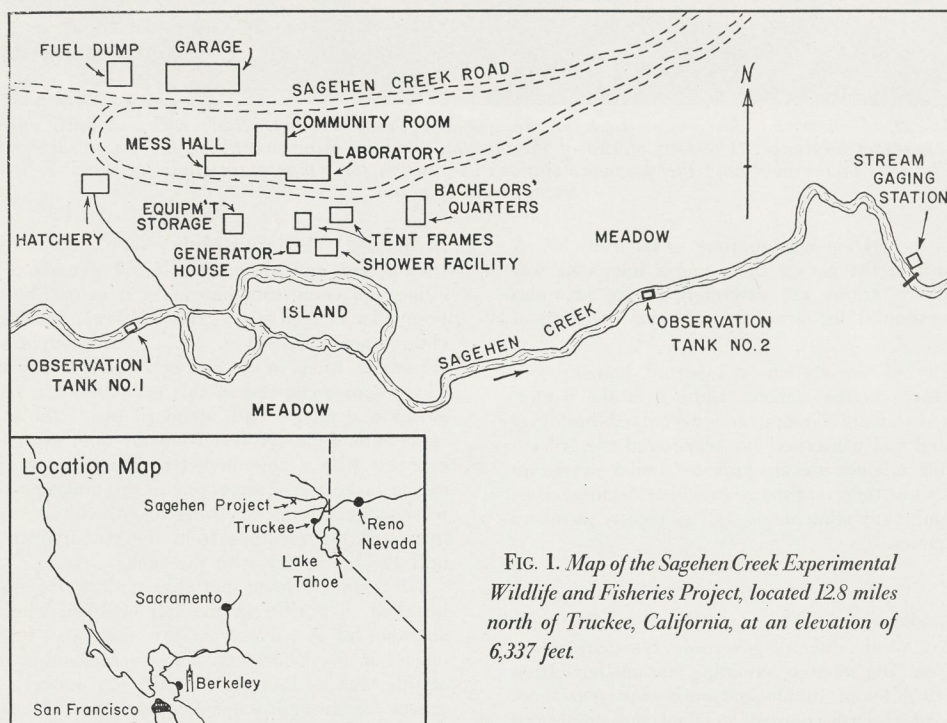 FUEL DUMP
GARAGE
SAGEHEN CREEK ROAD
N
COMMUNITY ROOM
MESS HALL
LABORATORY
STREAM
GAGING
STATION
BACHELORS'
QUARTERS
EQUIPM'T
STORAGE
HATCHERY
TENT FRAMES
MEADOW
GENERATOR
HOUSE
SHOWER FACILITY
ISLAND
SAGEHEN CREEK
OBSERVATION
TANK NO.2
OBSERVATION
TANK NO.1
MEADOW
Location Map
Sagehen Project
x
Truckee
Reno
Nevada
Lake
Tahoe
Sacramento
Berkeley
San Francisco
FIG. 1. Map of the Sagehen Creek Experimental
Wildlife and Fisheries Project, located 12.8 miles
north of Truckee, California, at an elevation of
6,337 feet.